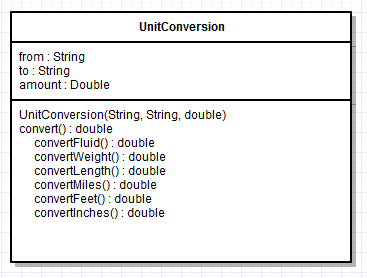 UnitConversion
from : String
to : String
amount : Double
UnitConversion(String, String, double)
convert() : double
convertFluid() : double
convertWeight() : double
convertLength() : double
convertMiles() : double
convertFeet() : double
convertInches() : double